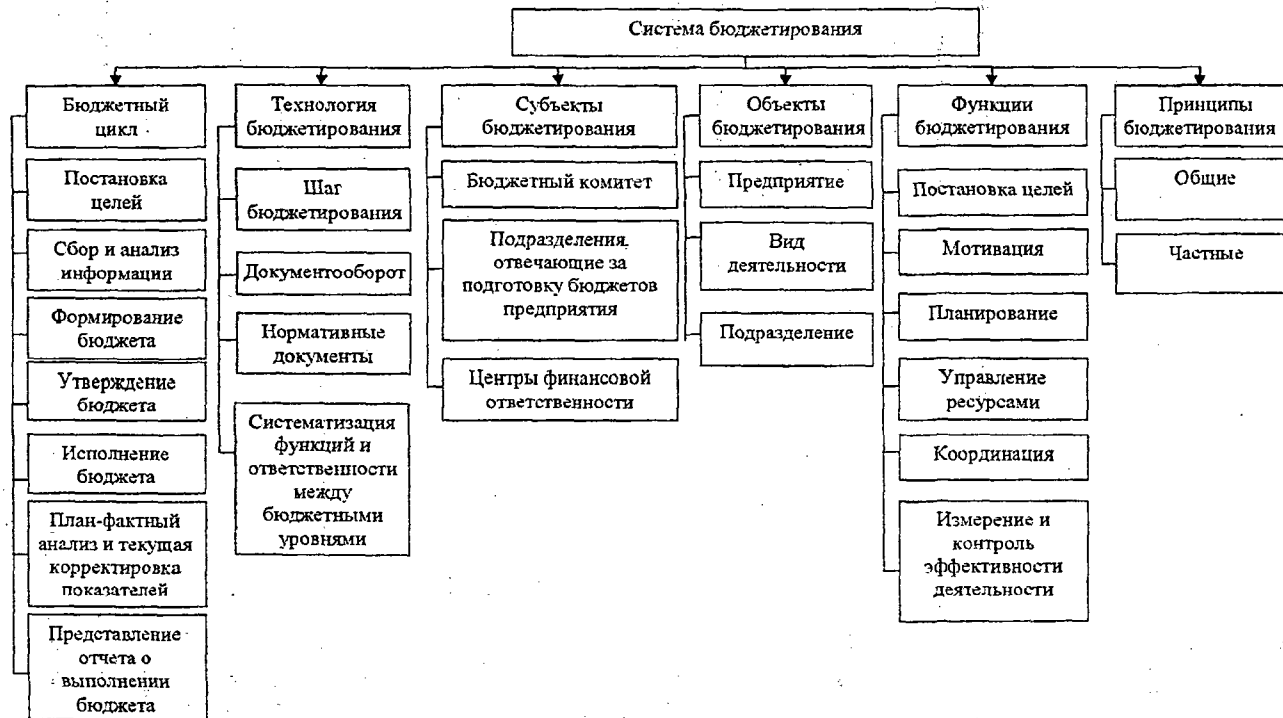 Система бюджетирования
Бюджетный
цикл
Постановка
целей
Сбор и анализ
информации
Формирование
бюджета
Утверждение
бюджета
Исполнение
бюджета
План-фактный
анализ и текущая
корректировка
показателей
Представление
отчета о
выполнении
бюджета
Технология
бюджетирования
Шаг
бюджетирования
Документооборот
Нормативные
документы
Систематизация
функций и
ответственности
между
бюджетными
уровнями
Субъекты
бюджетирования
Бюджетный комитет
Подразделения,
отвечающие за
подготовку бюджетов
предприятия
Центры финансовой
ответственности
Объекты
бюджетирования
Предприятие
Вид
деятельности
Подразделение
Функции
бюджетирования
Постановка целей
Мотивация
Планирование
Управление
ресурсами
Координация
Измерение и
контроль
эффективности
деятельности
Принципы
бюджетирования
Общие
Частные